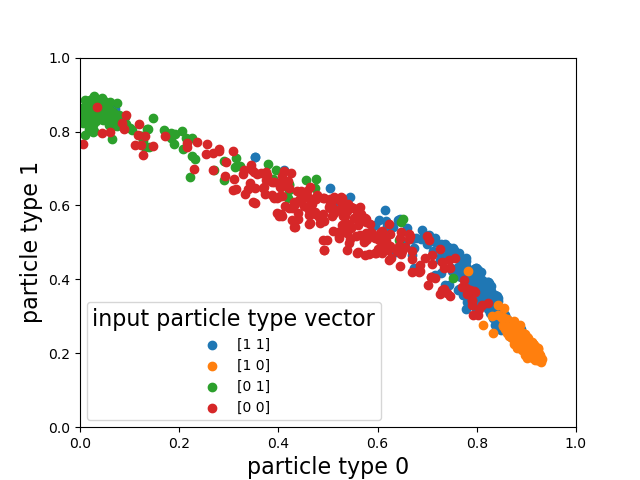 1.0
0.8
0.6
0.4
0.2
0.0
particle type 1
input particle type vector
[1 1]
[1 0]
[0 1]
[0 0]
0.0 0.2 0.4 0.6 0.8 1.0
particle type 0